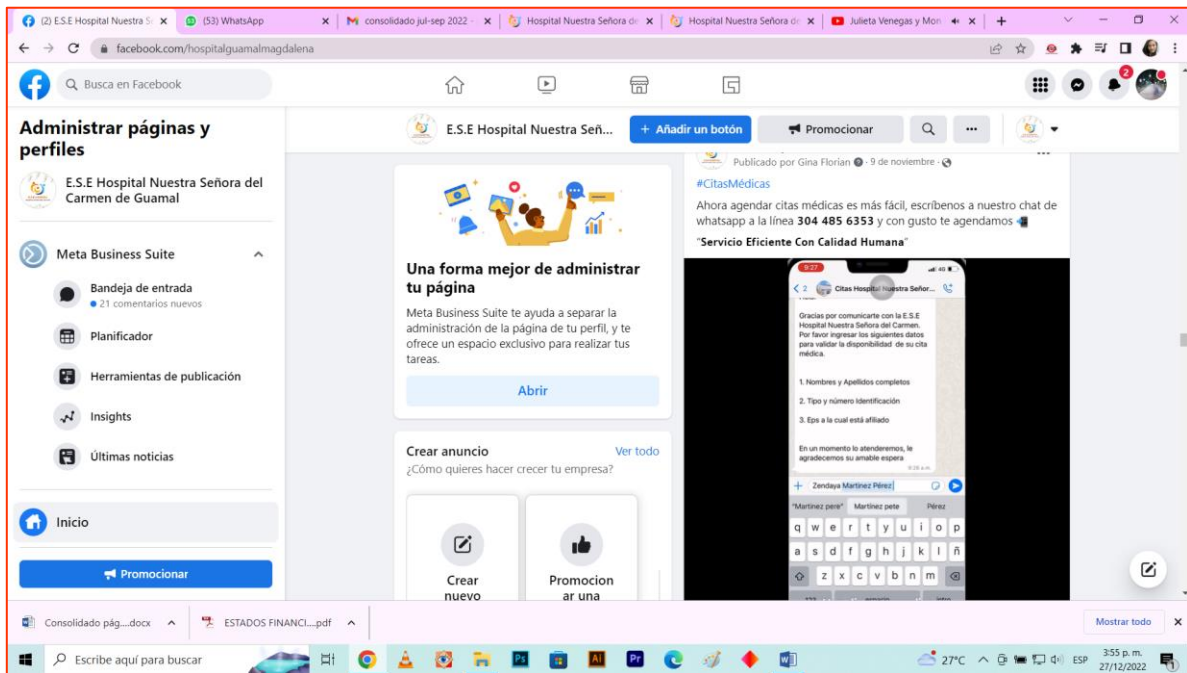 (2) E.S.E Hospital Nuestra S
(53) WhatsApp
consolidado jul-sep 2022 -
Hospital Nuestra Señora de
Hospital Nuestra Señora de
Julieta Venegas y Mon
facebook.com/hospitalguamalmagdalena
Busca en Facebook
2
Administrar páginas y
perfiles
E.S.E Hospital Nuestra Señora del
Carmen de Guamal
Meta Business Suite
Bandeja de entrada
21 comentarios nuevos
Planificador
Herramientas de publicación
Insights
Últimas noticias
Inicio
Promocionar
E.S.E Hospital Nuestra Señ...
+ Añadir un botón
Promocionar
Una forma mejor de administrar
tu página
Meta Business Suite te ayuda a separar la
administración de la página de tu perfil, y te
ofrece un espacio exclusivo para realizar tus
tareas.
Abrir
Crear anuncio
Ver todo
¿Cómo quieres hacer crecer tu empresa?
Crear
nuevo
Promocion
ar una
Publicado por Gina Florian · 9 de noviembre ·
#CitasMédicas
Ahora agendar citas médicas es más fácil, escríbenos a nuestro chat de
whatsapp a la línea 304 485 6353 y con gusto te agendamos
"Servicio Eficiente Con Calidad Humana"
9:27
4G
2
Citas Hospital Nuestra Señor...
Gracias por comunicarte con la E.S.E
Hospital Nuestra Señora del Carmen.
Por favor ingresar los siguientes datos
para validar la disponibilidad de su cita
médica.
1. Nombres y Apellidos completos
2. Tipo y número Identificación
3. Eps a la cual está afiliado
En un momento lo atenderemos, le
agradecemos su amable espera
Zendaya Martinez Pérez
"Martinez pere"
Martínez pete
Pérez
q w e r t y u i o p
a s d f g h j k l ñ
z x c v b n m
Consolidado pág....docx
ESTADOS FINANCI....pdf
Mostrar todo
Escribe aquí para buscar
27°C
ESP
3:55 p. m.
27/12/2022